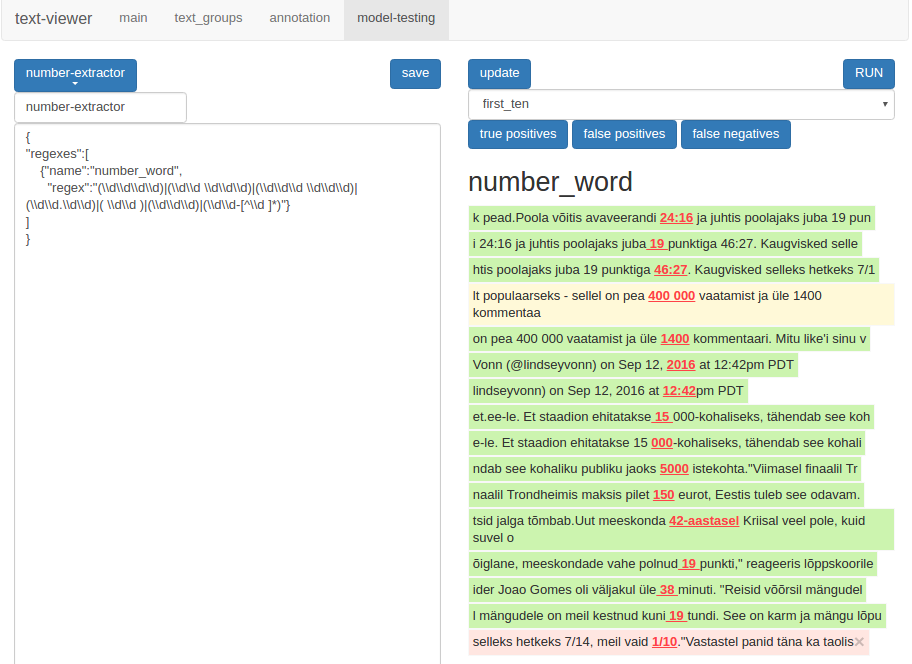 text-viewer main text_groups annotation model-testing
number-extractor save
number-extractor
{
"regexes":[
{"name":"number_word",
"regex":"(\\d\\d\\d\\d)|(\\d\\d \\d\\d\\d)|(\\d\\d\\d \\d\\d\\d)|
(\\d\\d.\\d\\d)|( \\d\\d )|(\\d\\d\\d)|(\\d\\d-[^\\d ]*)"}
]
}
update RUN
first_ten
true positives false positives false negatives
number_word
k pead.Poola võitis avaveerandi 24:16 ja juhtis poolajaks juba 19 pun
i 24:16 ja juhtis poolajaks juba 19 punktiga 46:27. Kaugvisked selle
htis poolajaks juba 19 punktiga 46:27. Kaugvisked selleks hetkeks 7/1
lt populaarseks - sellel on pea 400 000 vaatamist ja üle 1400
kommentaa
on pea 400 000 vaatamist ja üle 1400 kommentaari. Mitu like'i sinu v
Vonn (@lindseyvonn) on Sep 12, 2016 at 12:42pm PDT
lindseyvonn) on Sep 12, 2016 at 12:42pm PDT
et.ee-le. Et staadion ehitatakse 15 000-kohaliseks, tähendab see koh
e-le. Et staadion ehitatakse 15 000-kohaliseks, tähendab see kohali
ndab see kohaliku publiku jaoks 5000 istekohta."Viimasel finaalil Tr
naalil Trondheimis maksis pilet 150 eurot, Eestis tuleb see odavam.
tsid jalga tõmbab.Uut meeskonda 42-aastasel Kriisal veel pole, kuid
suvel o
õiglane, meeskondade vahe polnud 19 punkti," reageeris lõppskoorile
ider Joao Gomes oli väljakul üle 38 minuti. "Reisid võõrsil mängudel
l mängudele on meil kestnud kuni 19 tundi. See on karm ja mängu lõpu
selleks hetkeks 7/14, meil vaid 1/10."Vastastel panid täna ka taolis×